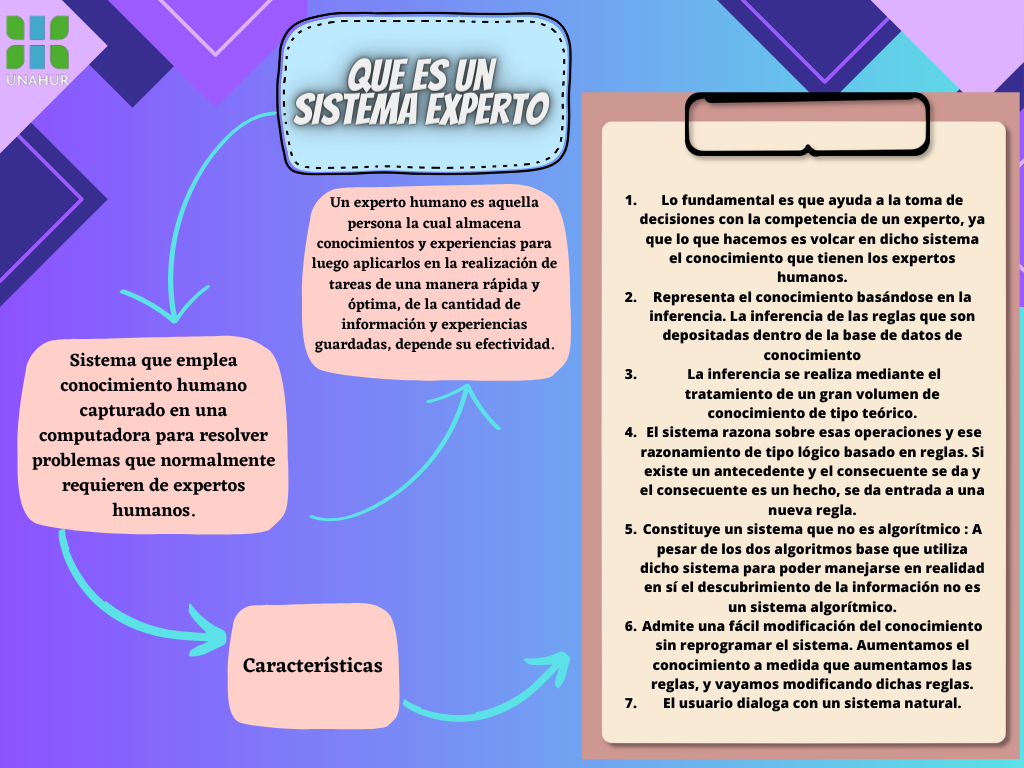 UNAHUR
QUE ES UN
SISTEMA EXPERTO
Un experto humano es aquella
persona la cual almacena
conocimientos y experiencias para
luego aplicarlos en la realización de
tareas de una manera rápida y
óptima, de la cantidad de
información y experiencias
guardadas, depende su efectividad.
Sistema que emplea
conocimiento humano
capturado en una
computadora para resolver
problemas que normalmente
requieren de expertos
humanos.
Características
1. Lo fundamental es que ayuda a la toma de
decisiones con la competencia de un experto, ya
que lo que hacemos es volcar en dicho sistema
el conocimiento que tienen los expertos
humanos.
2. Representa el conocimiento basándose en la
inferencia. La inferencia de las reglas que son
depositadas dentro de la base de datos de
conocimiento
3. La inferencia se realiza mediante el
tratamiento de un gran volumen de
conocimiento de tipo teórico.
4. El sistema razona sobre esas operaciones y ese
razonamiento de tipo lógico basado en reglas. Si
existe un antecedente y el consecuente se da y
el consecuente es un hecho, se da entrada a una
nueva regla.
5. Constituye un sistema que no es algorítmico : A
pesar de los dos algoritmos base que utiliza
dicho sistema para poder manejarse en realidad
en sí el descubrimiento de la información no es
un sistema algorítmico.
6. Admite una fácil modificación del conocimiento
sin reprogramar el sistema. Aumentamos el
conocimiento a medida que aumentamos las
reglas, y vayamos modificando dichas reglas.
7. El usuario dialoga con un sistema natural.